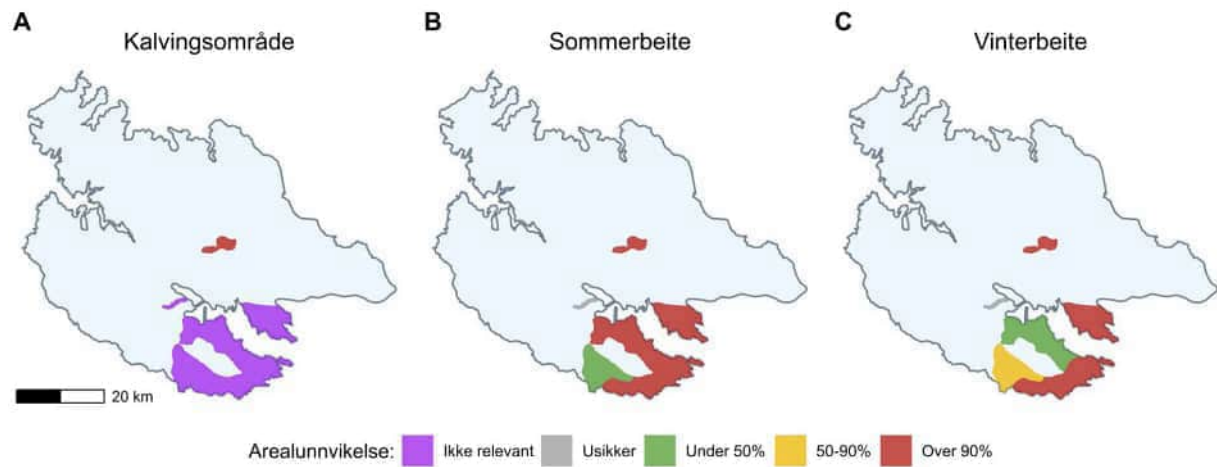 A
Kalvingsområde
B
Sommerbeite
C
Vinterbeite
20 km
Arealunnvikelse: Ikke relevant Usikker Under 50% 50-90% Over 90%